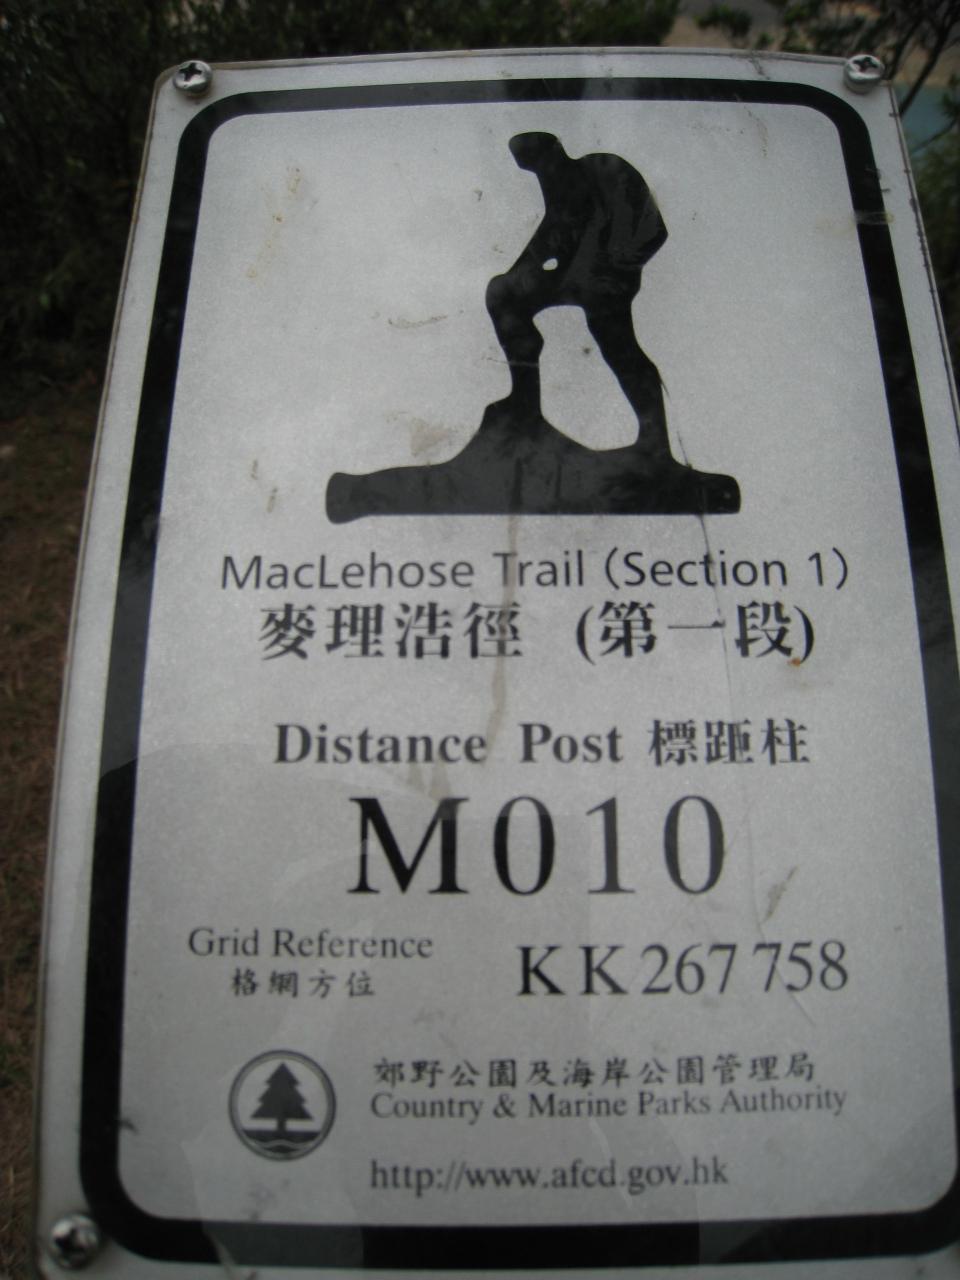 MacLehose Trail (Section 1)
麥理浩徑 (第一段)
Distance Post 標距柱
M010
Grid Reference
格網方位
KK 267 758
郊野公園及海岸公園管理局
Country & Marine Parks Authority
http://www.afcd.gov.hk